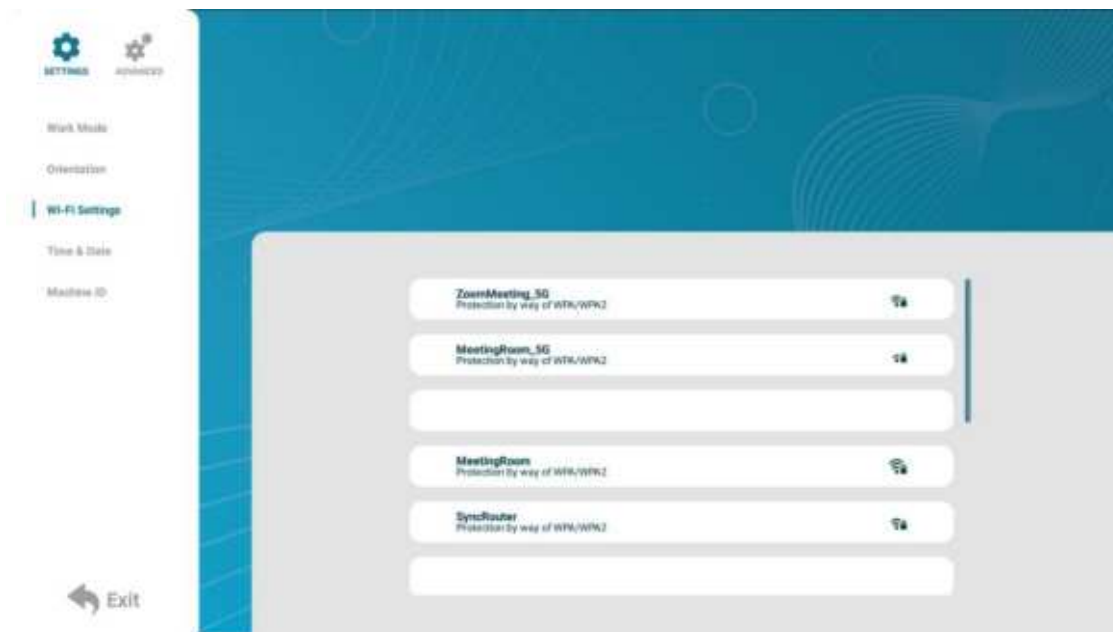 SETTINGS
ADVANCED
Work Mode
Orientation
Wi-Fi Settings
Time & Date
Machine ID
ZoomMeeting_5G
Protection by way of WPA/WPA2
MeetingRoom_5G
Protection by way of WPA/WPA2
MeetingRoom
Protection by way of WPA/WPA2
SyncRouter
Protection by way of WPA/WPA2
Exit